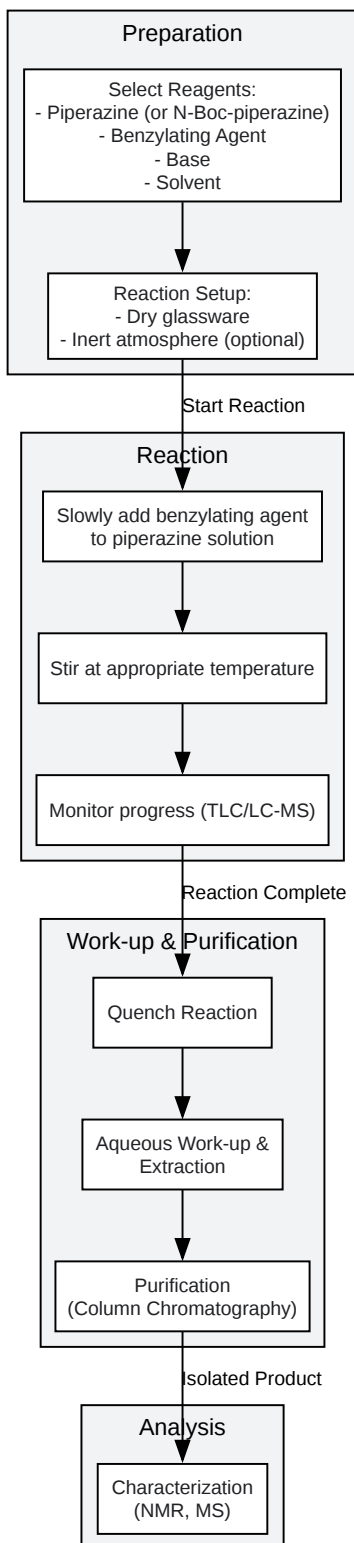 Preparation
Select Reagents:
- Piperazine (or N-Boc-piperazine)
- Benzylating Agent
- Base
- Solvent
Reaction Setup:
- Dry glassware
- Inert atmosphere (optional)
Start Reaction
Reaction
Slowly add benzylating agent
to piperazine solution
Stir at appropriate temperature
Monitor progress (TLC/LC-MS)
Reaction Complete
Work-up & Purification
Quench Reaction
Aqueous Work-up &
Extraction
Purification
(Column Chromatography)
Isolated Product
Analysis
Characterization
(NMR, MS)